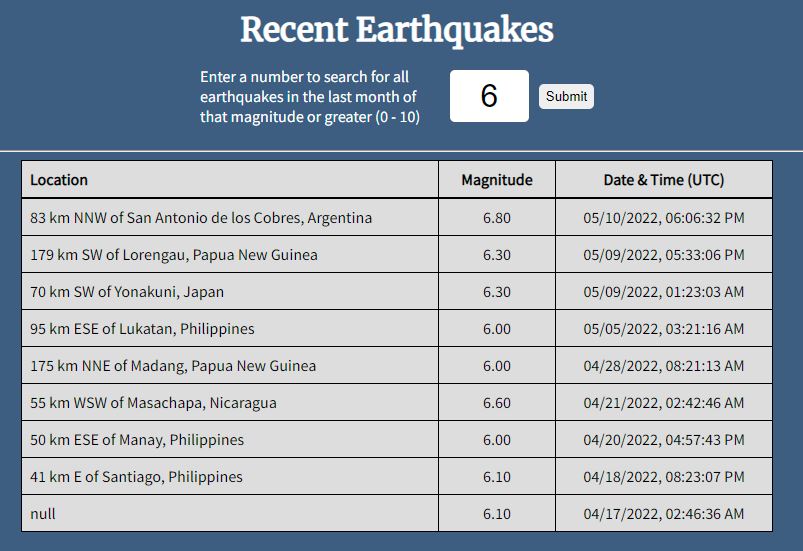 Recent Earthquakes
Enter a number to search for all
earthquakes in the last month of
that magnitude or greater (0 - 10)
6
Submit
Location Magnitude Date & Time (UTC)
83 km NNW of San Antonio de los Cobres, Argentina 6.80 05/10/2022, 06:06:32 PM
179 km SW of Lorengau, Papua New Guinea 6.30 05/09/2022, 05:33:06 PM
70 km SW of Yonakuni, Japan 6.30 05/09/2022, 01:23:03 AM
95 km ESE of Lukatan, Philippines 6.00 05/05/2022, 03:21:16 AM
175 km NNE of Madang, Papua New Guinea 6.00 04/28/2022, 08:21:13 AM
55 km WSW of Masachapa, Nicaragua 6.60 04/21/2022, 02:42:46 AM
50 km ESE of Manay, Philippines 6.00 04/20/2022, 04:57:43 PM
41 km E of Santiago, Philippines 6.10 04/18/2022, 08:23:07 PM
null 6.10 04/17/2022, 02:46:36 AM